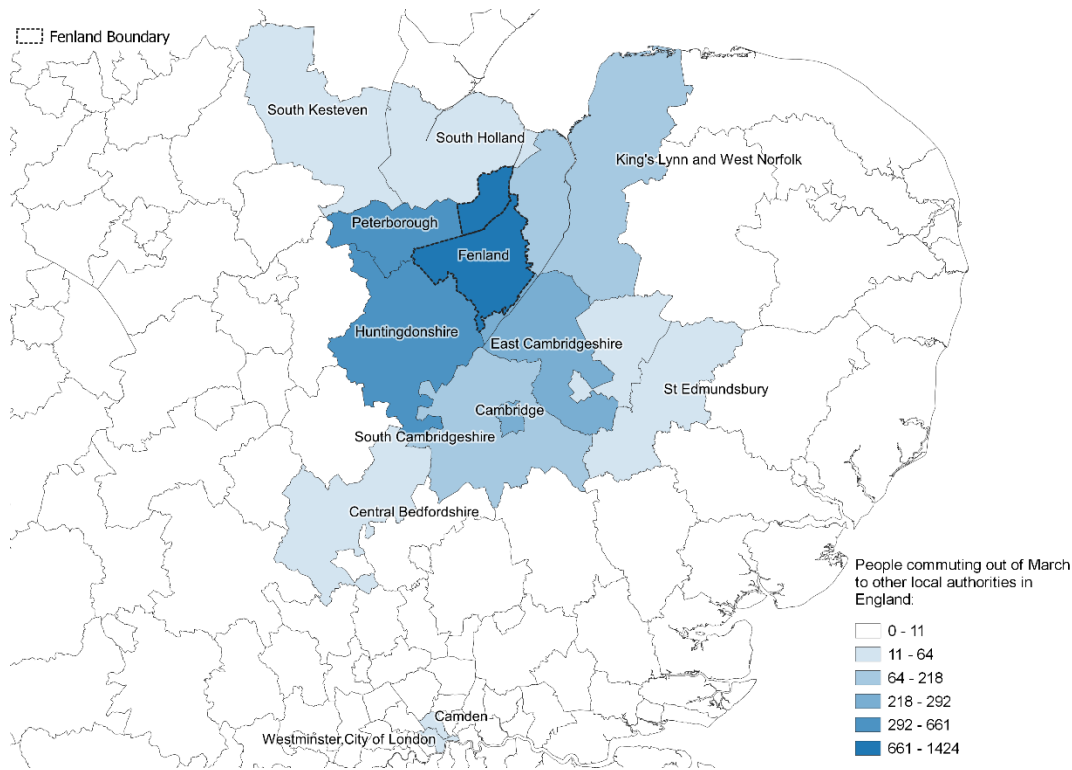 Fenland Boundary
South Kesteven
South Holland
King's Lynn and West Norfolk
Peterborough
Fenland
Huntingdonshire
East Cambridgeshire
St Edmundsbury
Cambridge
South Cambridgeshire
Central Bedfordshire
Camden
Westminster,City of London
People commuting out of March
to other local authorities in
England:
0 - 11
11 - 64
64 - 218
218 - 292
292 - 661
661 - 1424